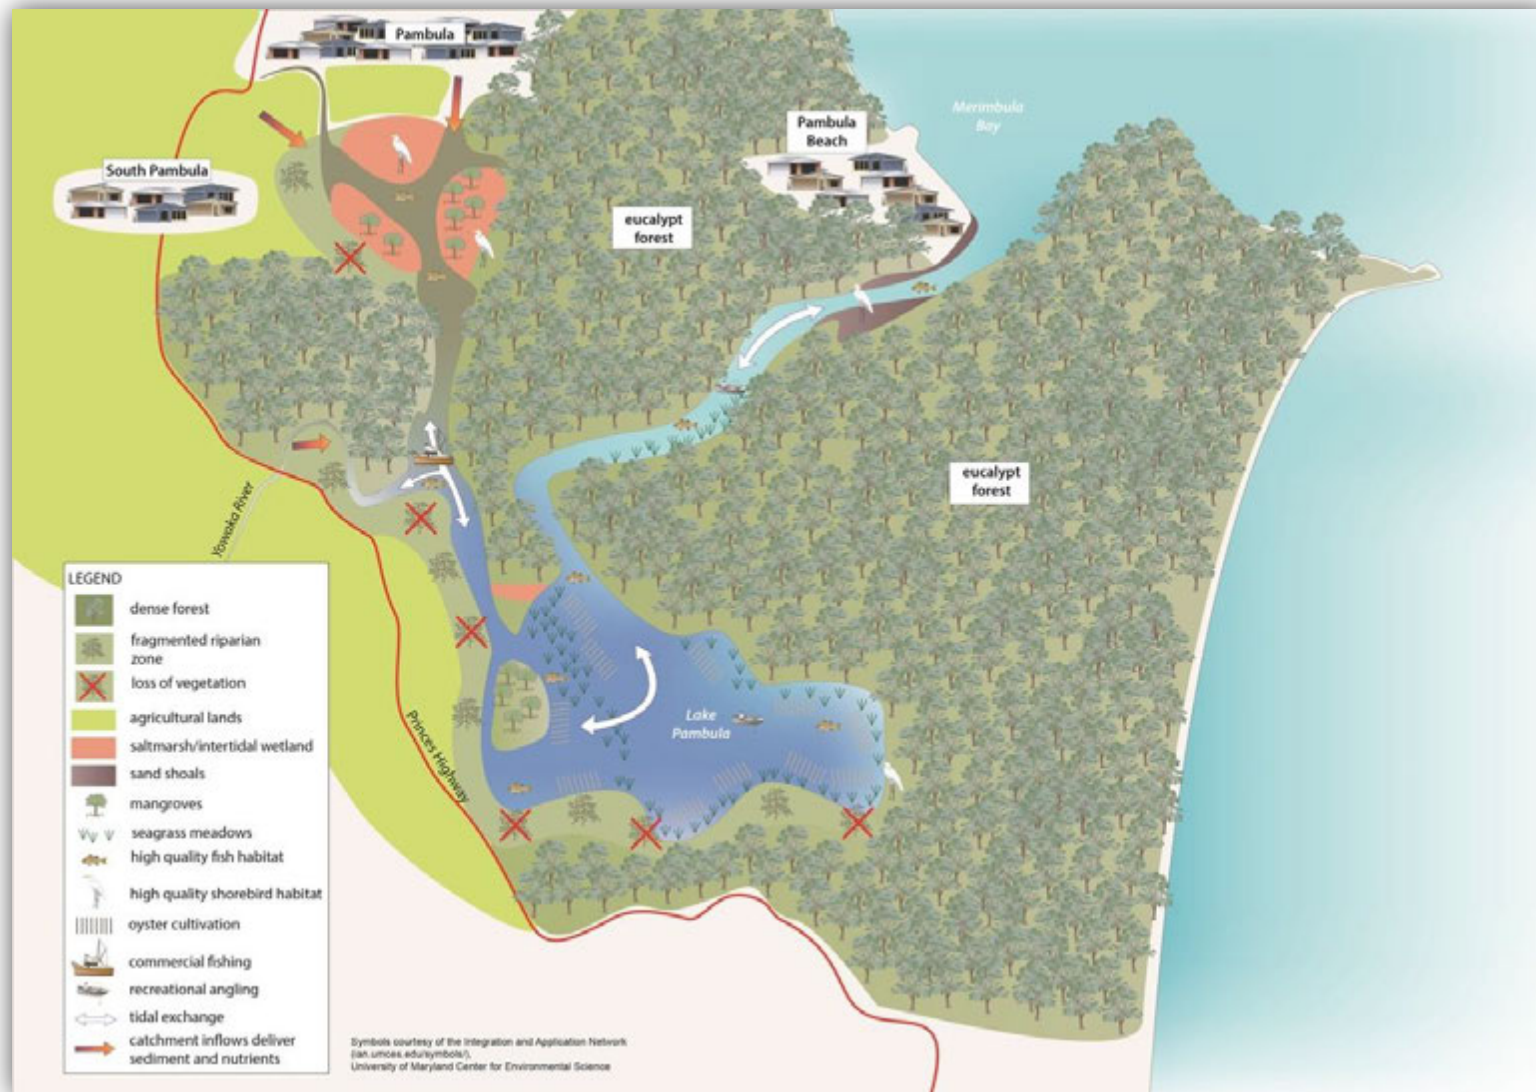 Pambula
Merimbula
Bay
Pambula
Beach
South Pambula
eucalypt
forest
eucalypt
forest
Yowaka River
Princes Highway
Lake
Pambula
LEGEND
dense forest
fragmented riparian
zone
loss of vegetation
agricultural lands
saltmarsh/intertidal wetland
sand shoals
mangroves
seagrass meadows
high quality fish habitat
high quality shorebird habitat
oyster cultivation
commercial fishing
recreational angling
tidal exchange
catchment inflows deliver
sediment and nutrients
Symbols courtesy of the Integration and Application Network
(ian.umces.edu/symbols/),
University of Maryland Center for Environmental Science